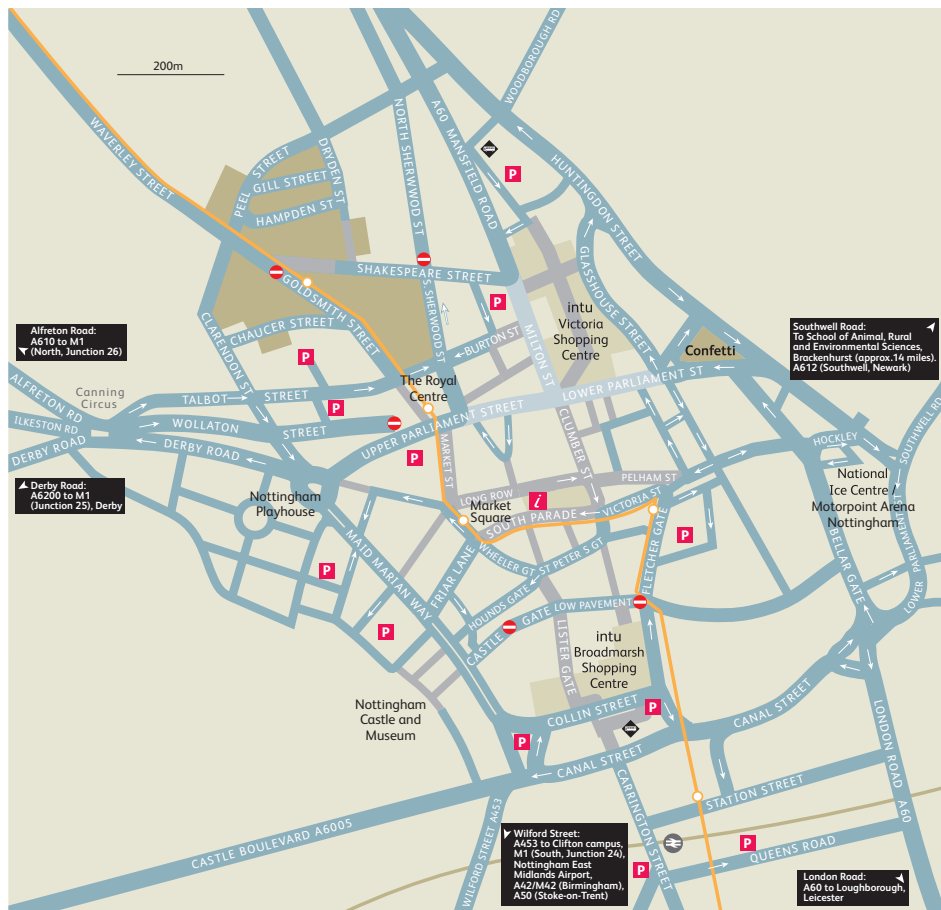 200m
WOODBOROUGH RD
WAVERLEY STREET
PEEL STREET
GILL STREET
HAMPDEN ST
DRYDEN ST
NORTH SHERWWOD ST
A60 MANSFIELD ROAD
HUNTINGDON STREET
P
SHAKESPEARE STREET
GOLDSMITH STREET
S. SHERWOOD ST
P
GLASSHOUSE STREET
intu
Victoria
Shopping
Centre
MILTON ST
BURTON ST
CHAUCER STREET
CLARENDON ST
P
Confetti
Alfreton Road:
A610 to M1
(North, Junction 26)
Southwell Road:
To School of Animal, Rural
and Environmental Sciences,
Brackenhurst (approx.14 miles).
A612 (Southwell, Newark)
The Royal
Centre
LOWER PARLIAMENT ST
UPPER PARLIAMENT STREET
Canning
Circus
ALFRETON RD
ILKESTON RD
DERBY ROAD
TALBOT STREET
P
WOLLATON STREET
DERBY ROAD
P
MARKET ST
CLUMBER ST
PELHAM ST
HOCKLEY
SOUTHWELL RD
Derby Road:
A6200 to M1
(Junction 25), Derby
Nottingham
Playhouse
LONG ROW
i
Market
Square
SOUTH PARADE
VICTORIA ST
National
Ice Centre /
Motorpoint Arena
Nottingham
P
FLETCHER GATE
BELLAR GATE
LOWER PARLIAMENT ST
WHEELER GT
ST PETER S GT
FRIAR LANE
MAID MARIAN WAY
P
HOUNDS GATE
CASTLE GATE
LOW PAVEMENT
P
LISTER GATE
intu
Broadmarsh
Shopping
Centre
Nottingham
Castle and
Museum
COLLIN STREET
P
P
CANAL STREET
CANAL STREET
LONDON ROAD A60
STATION STREET
CARRINGTON STREET
CASTLE BOULEVARD A6005
WILFORD STREET A453
Wilford Street:
A453 to Clifton campus,
M1 (South, Junction 24),
Nottingham East
Midlands Airport,
A42/M42 (Birmingham),
A50 (Stoke-on-Trent)
P
P
QUEENS ROAD
London Road:
A60 to Loughborough,
Leicester